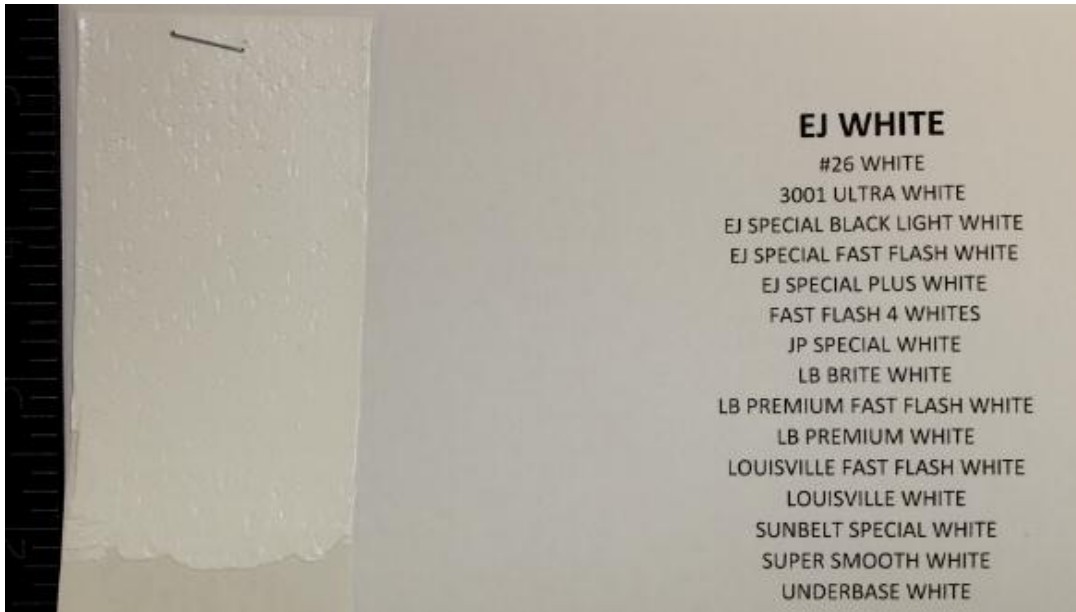 EJ WHITE
#26 WHITE
3001 ULTRA WHITE
EJ SPECIAL BLACK LIGHT WHITE
EJ SPECIAL FAST FLASH WHITE
EJ SPECIAL PLUS WHITE
FAST FLASH 4 WHITES
JP SPECIAL WHITE
LB BRITE WHITE
LB PREMIUM FAST FLASH WHITE
LB PREMIUM WHITE
LOUISVILLE FAST FLASH WHITE
LOUISVILLE WHITE
SUNBELT SPECIAL WHITE
SUPER SMOOTH WHITE
UNDERBASE WHITE